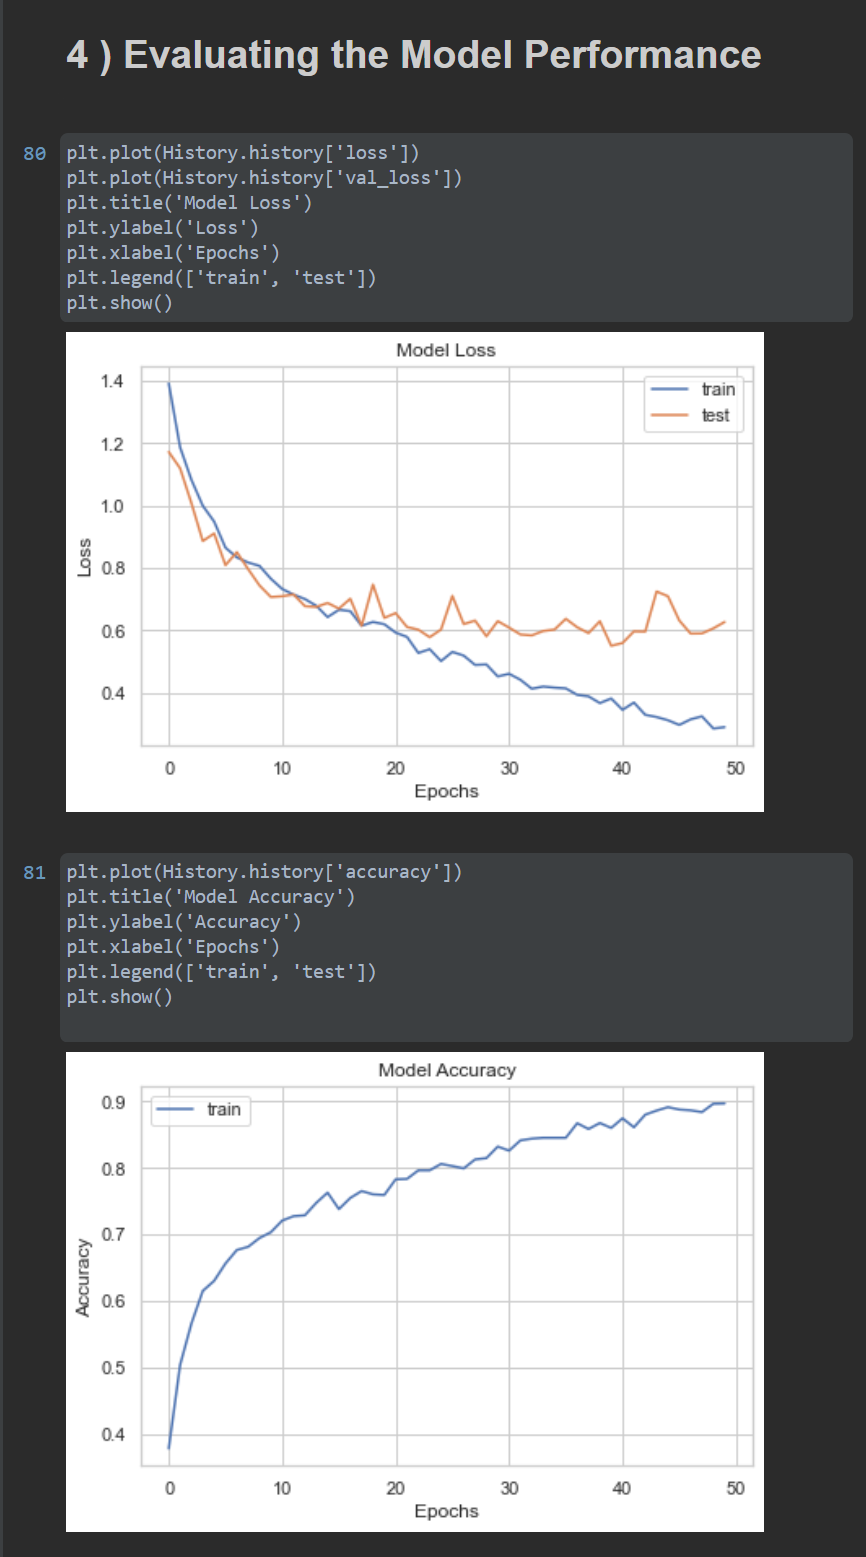 4 ) Evaluating the Model Performance
80
plt.plot(History.history['loss'])
plt.plot(History.history['val_loss'])
plt.title('Model Loss')
plt.ylabel('Loss')
plt.xlabel('Epochs')
plt.legend(['train', 'test'])
plt.show()
Model Loss
train
test
1.4
1.2
1.0
0.8
0.6
0.4
Loss
0 10 20 30 40 50
Epochs
81
plt.plot(History.history['accuracy'])
plt.title('Model Accuracy')
plt.ylabel('Accuracy')
plt.xlabel('Epochs')
plt.legend(['train', 'test'])
plt.show()
Model Accuracy
train
0.9
0.8
0.7
0.6
0.5
0.4
Accuracy
0 10 20 30 40 50
Epochs